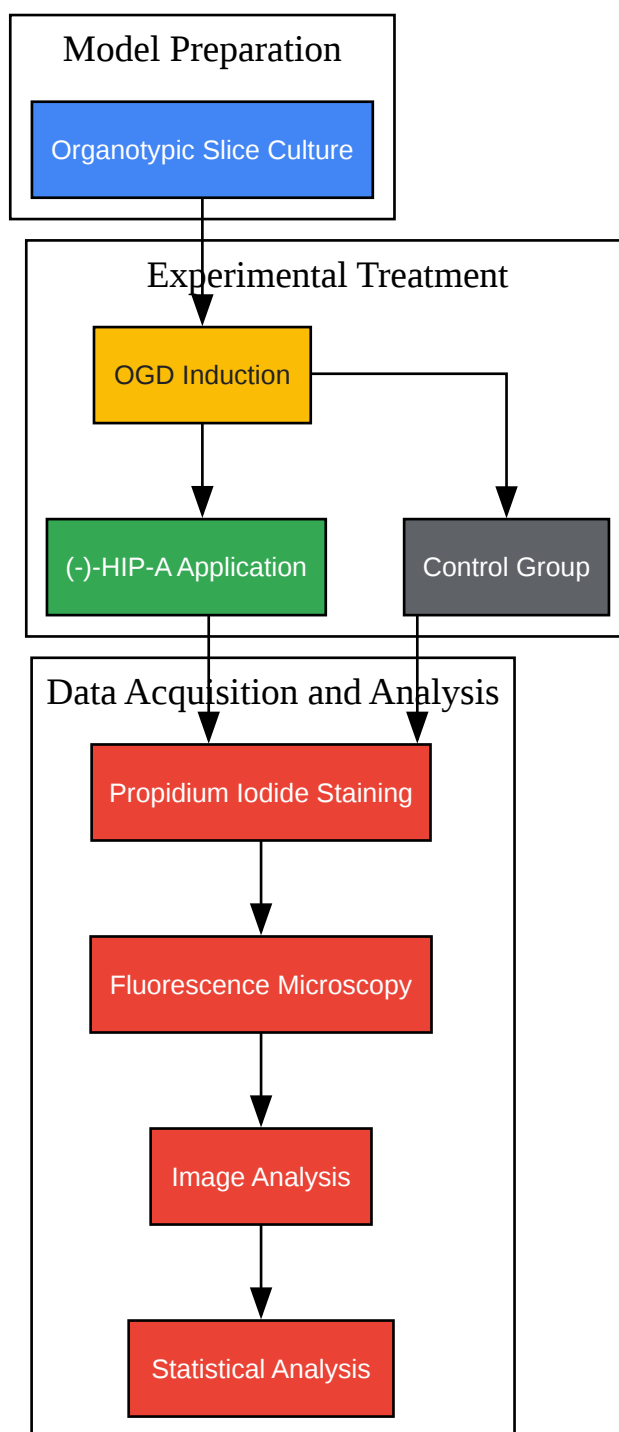 Model Preparation
Organotypic Slice Culture
Experimental Treatment
OGD Induction
(-)-HIP-A Application
Control Group
Data Acquisition and Analysis
Propidium Iodide Staining
Fluorescence Microscopy
Image Analysis
Statistical Analysis